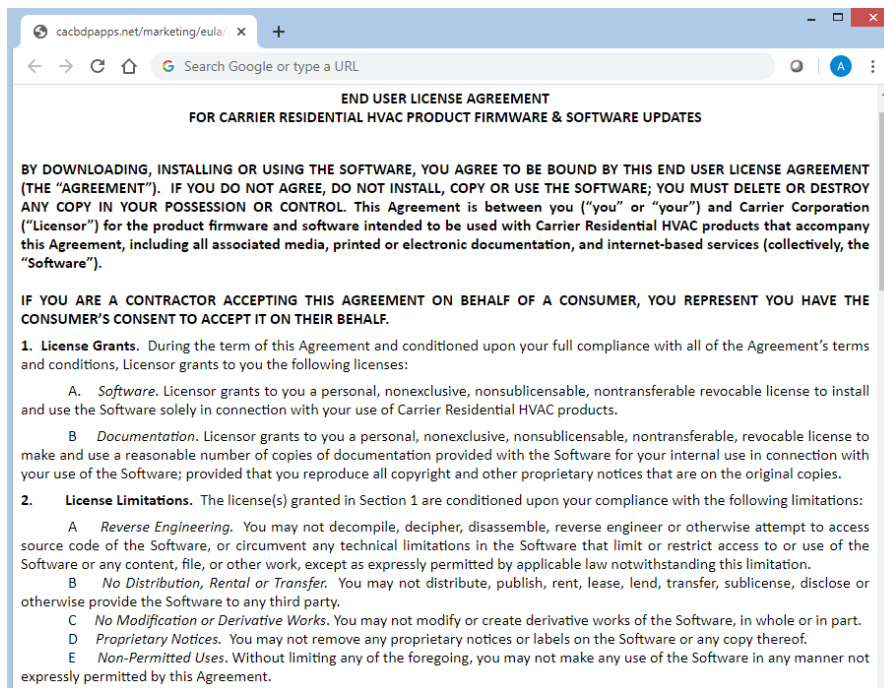 cacbdpapps.net/marketing/eula/
Search Google or type a URL
A
END USER LICENSE AGREEMENT
FOR CARRIER RESIDENTIAL HVAC PRODUCT FIRMWARE & SOFTWARE UPDATES
BY DOWNLOADING, INSTALLING OR USING THE SOFTWARE, YOU AGREE TO BE BOUND BY THIS END USER LICENSE AGREEMENT
(THE “AGREEMENT”). IF YOU DO NOT AGREE, DO NOT INSTALL, COPY OR USE THE SOFTWARE; YOU MUST DELETE OR DESTROY
ANY COPY IN YOUR POSSESSION OR CONTROL. This Agreement is between you (“you” or “your”) and Carrier Corporation
(“Licensor”) for the product firmware and software intended to be used with Carrier Residential HVAC products that accompany
this Agreement, including all associated media, printed or electronic documentation, and internet-based services (collectively, the
“Software”).
IF YOU ARE A CONTRACTOR ACCEPTING THIS AGREEMENT ON BEHALF OF A CONSUMER, YOU REPRESENT YOU HAVE THE
CONSUMER’S CONSENT TO ACCEPT IT ON THEIR BEHALF.
1. License Grants. During the term of this Agreement and conditioned upon your full compliance with all of the Agreement’s terms
and conditions, Licensor grants to you the following licenses:
A. Software. Licensor grants to you a personal, nonexclusive, nonsublicensable, nontransferable revocable license to install
and use the Software solely in connection with your use of Carrier Residential HVAC products.
B Documentation. Licensor grants to you a personal, nonexclusive, nonsublicensable, nontransferable, revocable license to
make and use a reasonable number of copies of documentation provided with the Software for your internal use in connection with
your use of the Software; provided that you reproduce all copyright and other proprietary notices that are on the original copies.
2. License Limitations. The license(s) granted in Section 1 are conditioned upon your compliance with the following limitations:
A Reverse Engineering. You may not decompile, decipher, disassemble, reverse engineer or otherwise attempt to access
source code of the Software, or circumvent any technical limitations in the Software that limit or restrict access to or use of the
Software or any content, file, or other work, except as expressly permitted by applicable law notwithstanding this limitation.
B No Distribution, Rental or Transfer. You may not distribute, publish, rent, lease, lend, transfer, sublicense, disclose or
otherwise provide the Software to any third party.
C No Modification or Derivative Works. You may not modify or create derivative works of the Software, in whole or in part.
D Proprietary Notices. You may not remove any proprietary notices or labels on the Software or any copy thereof.
E Non-Permitted Uses. Without limiting any of the foregoing, you may not make any use of the Software in any manner not
expressly permitted by this Agreement.